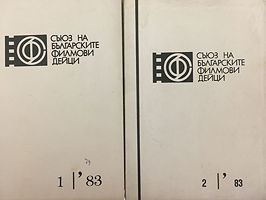 СЪЮЗ НА
БЪЛГАРСКИТЕ
ФИЛМОВИ
ДЕЙЦИ
1 | '83
СЪЮЗ НА
БЪЛГАРСКИТЕ
ФИЛМОВИ
ДЕЙЦИ
2 | '83